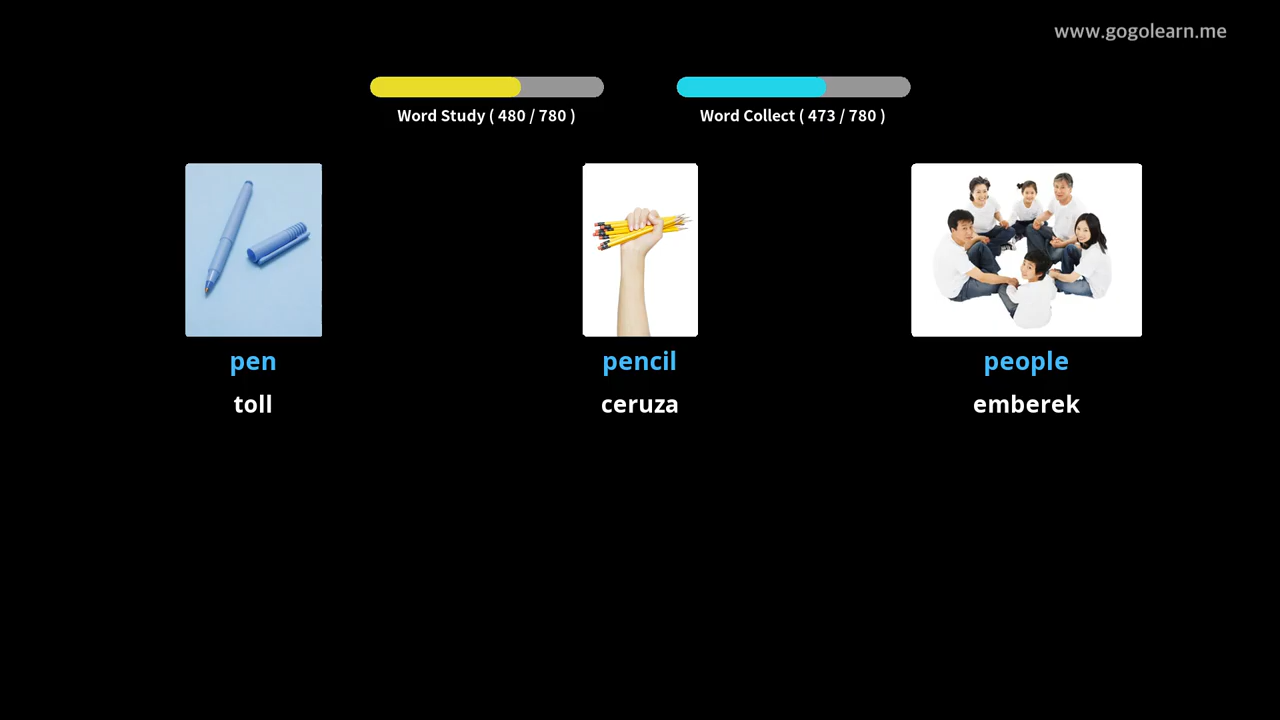 www.gogolearn.me
Word Study ( 480 / 780 )
Word Collect ( 473 / 780 )
pen
pencil
people
toll
ceruza
emberek